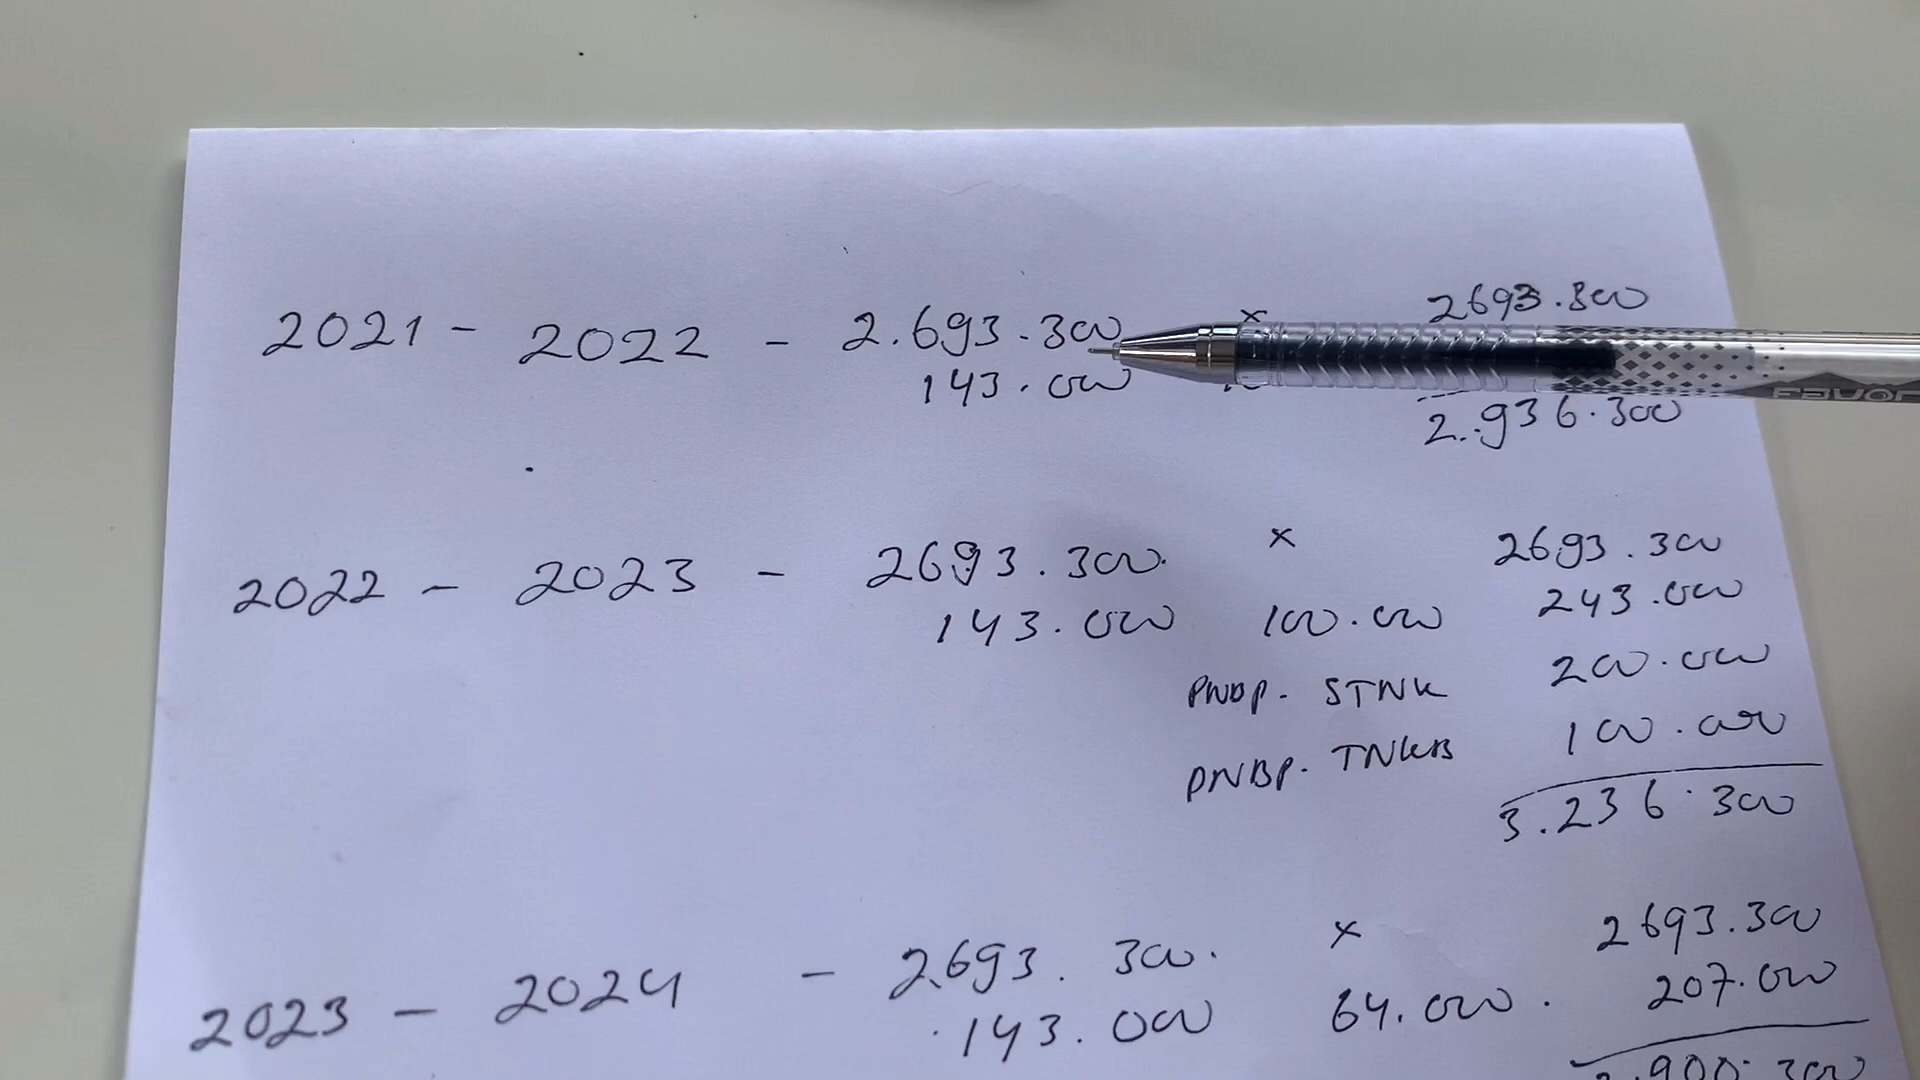 2021 - 2022 - 2.693.300 x 2693.300
143.000
2.936.300
2022 - 2023 - 2693.300. x 2693.300
143.000 100.000 243.000
PNBP. STNK 200.000
PNBP. TNKB 100.000
3.236.300
2023 - 2024 - 2693.300. x 2693.300
143.000 64.000. 207.000
.900.300